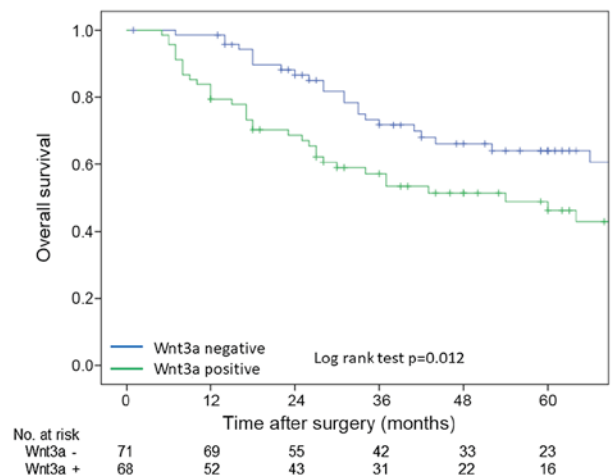 1.0
0.8
0.6
0.4
0.2
0.0
Overall survival
Wnt3a negative
Wnt3a positive
Log rank test p=0.012
0 12 24 36 48 60
Time after surgery (months)
No. at risk
Wnt3a - 71 69 55 42 33 23
Wnt3a + 68 52 43 31 22 16